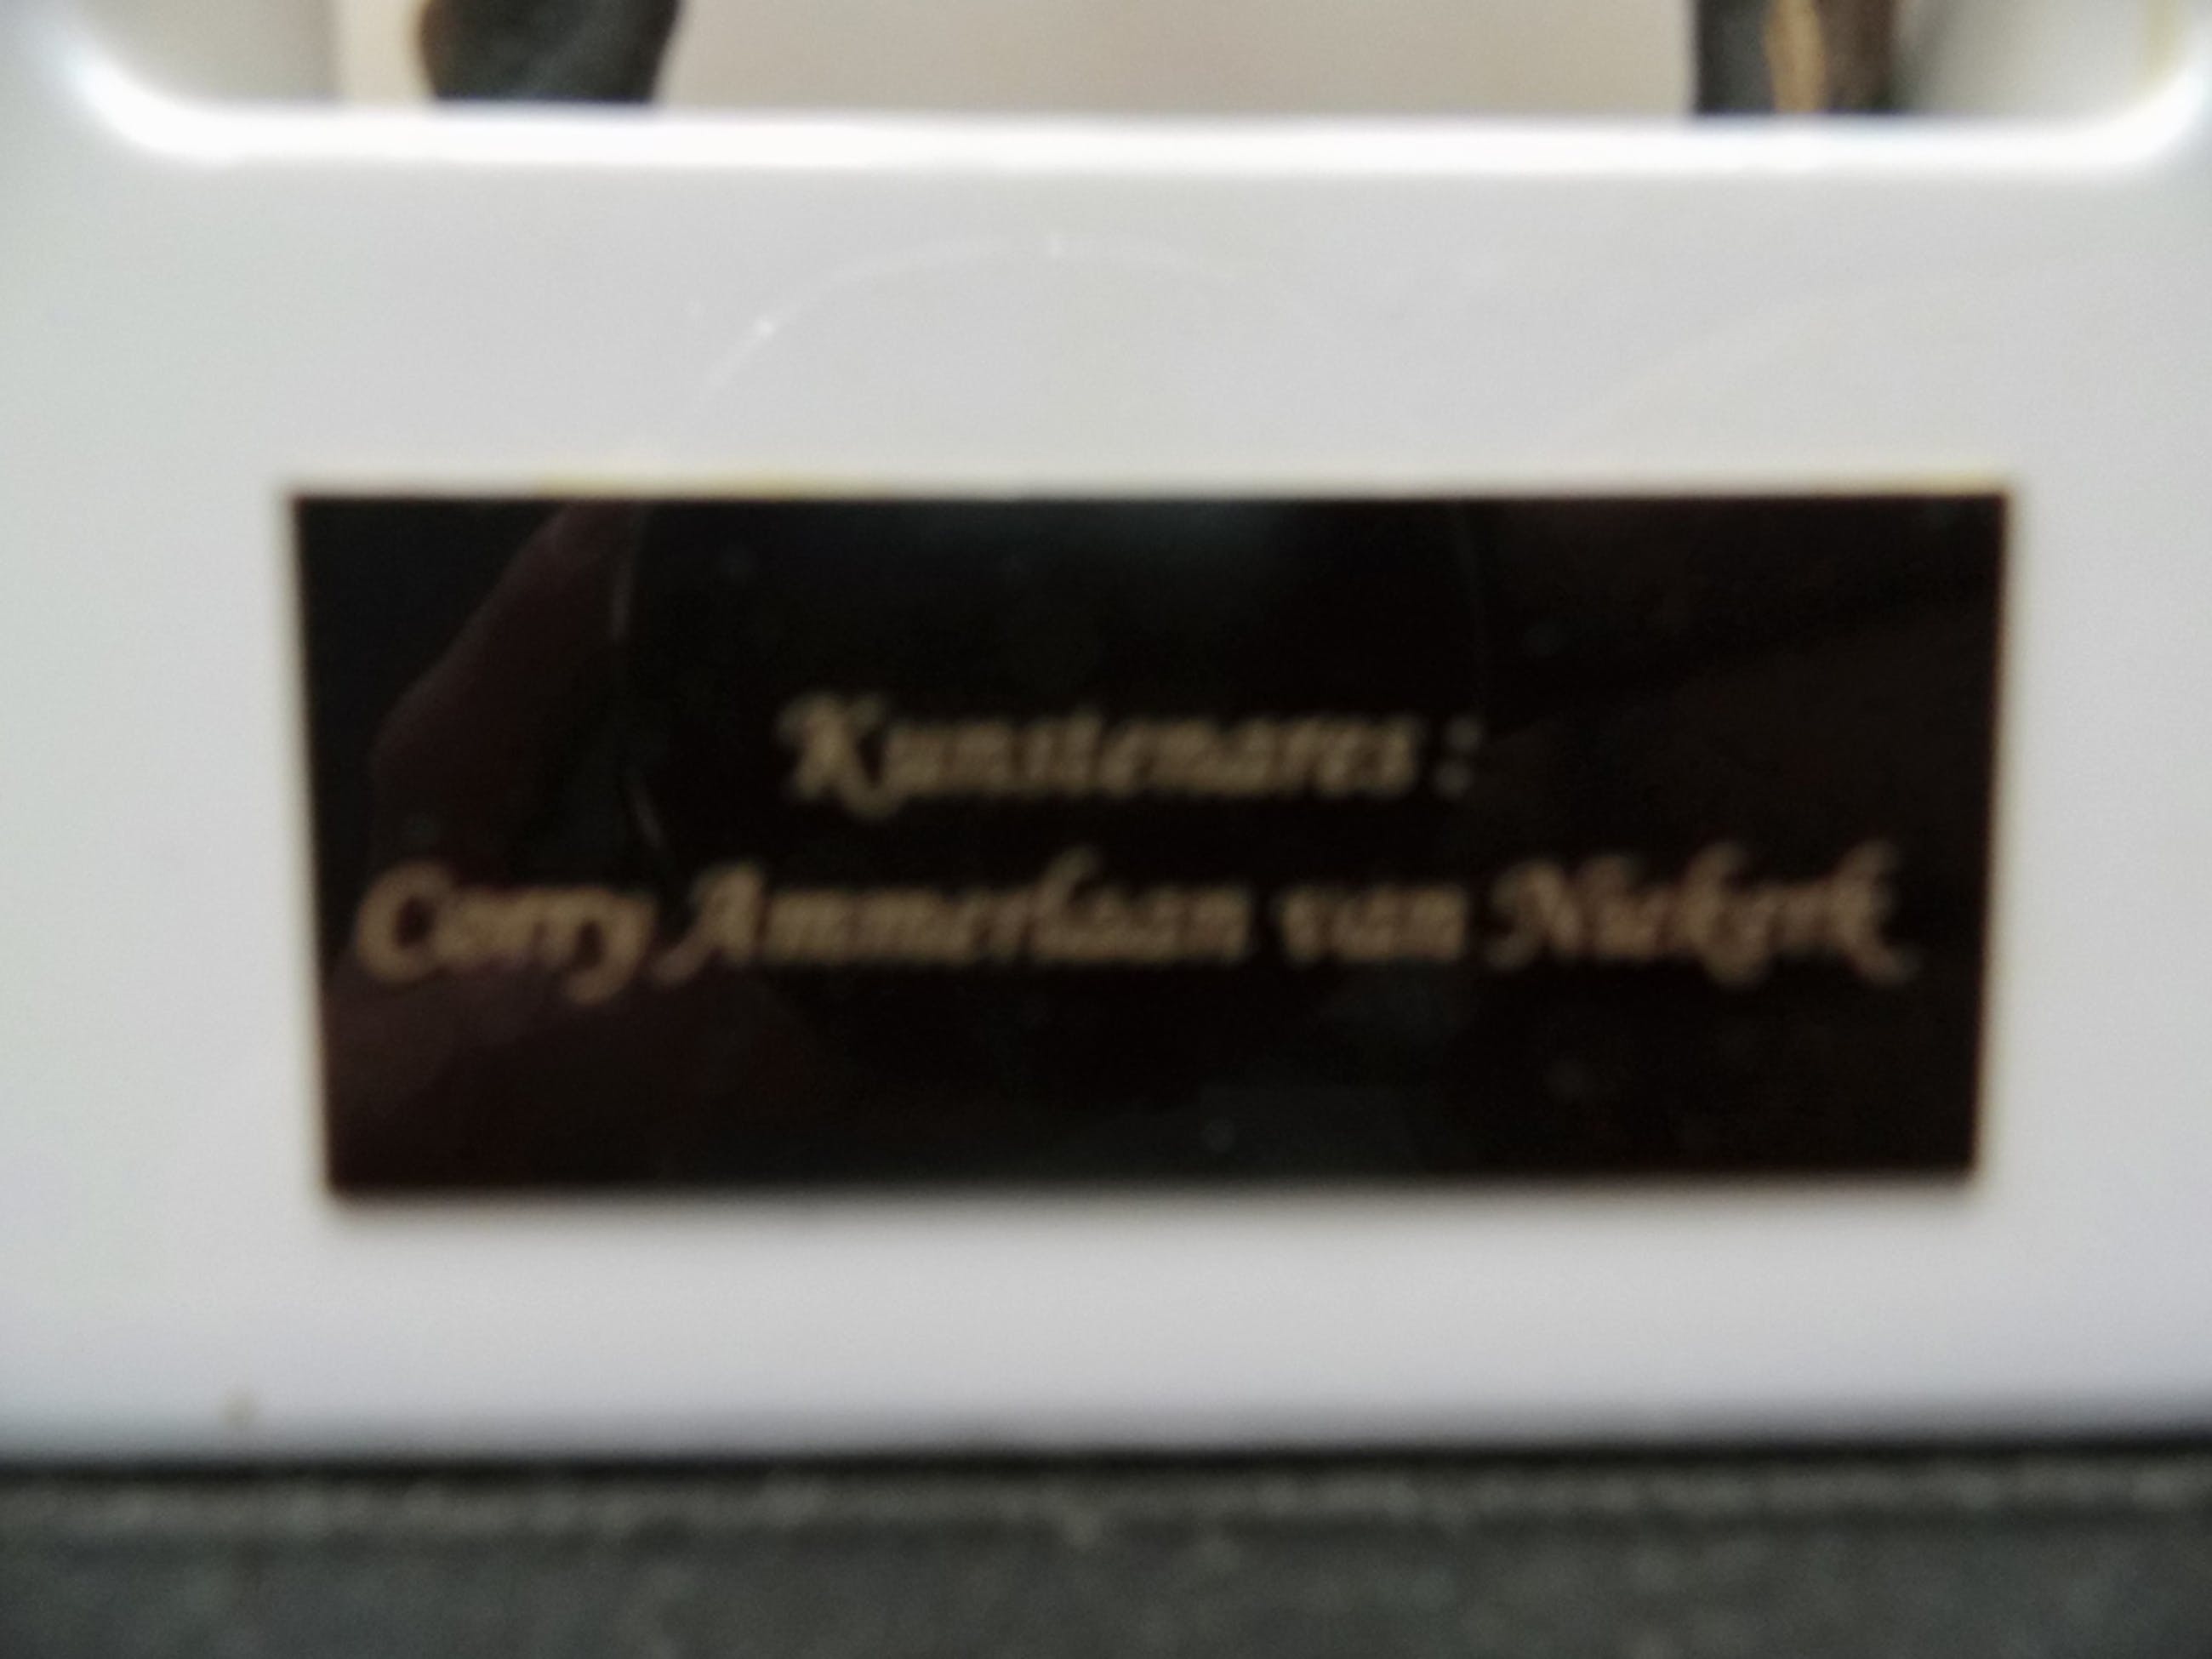 Kunstenares :
Corry Ammerlaan van Niekerk